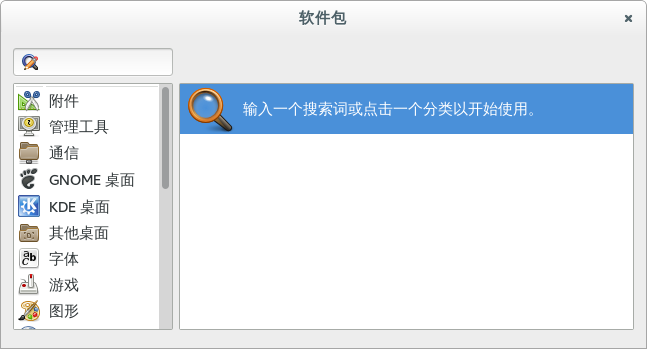 软件包
附件
管理工具
通信
GNOME 桌面
KDE 桌面
其他桌面
字体
游戏
图形
输入一个搜索词或点击一个分类以开始使用。